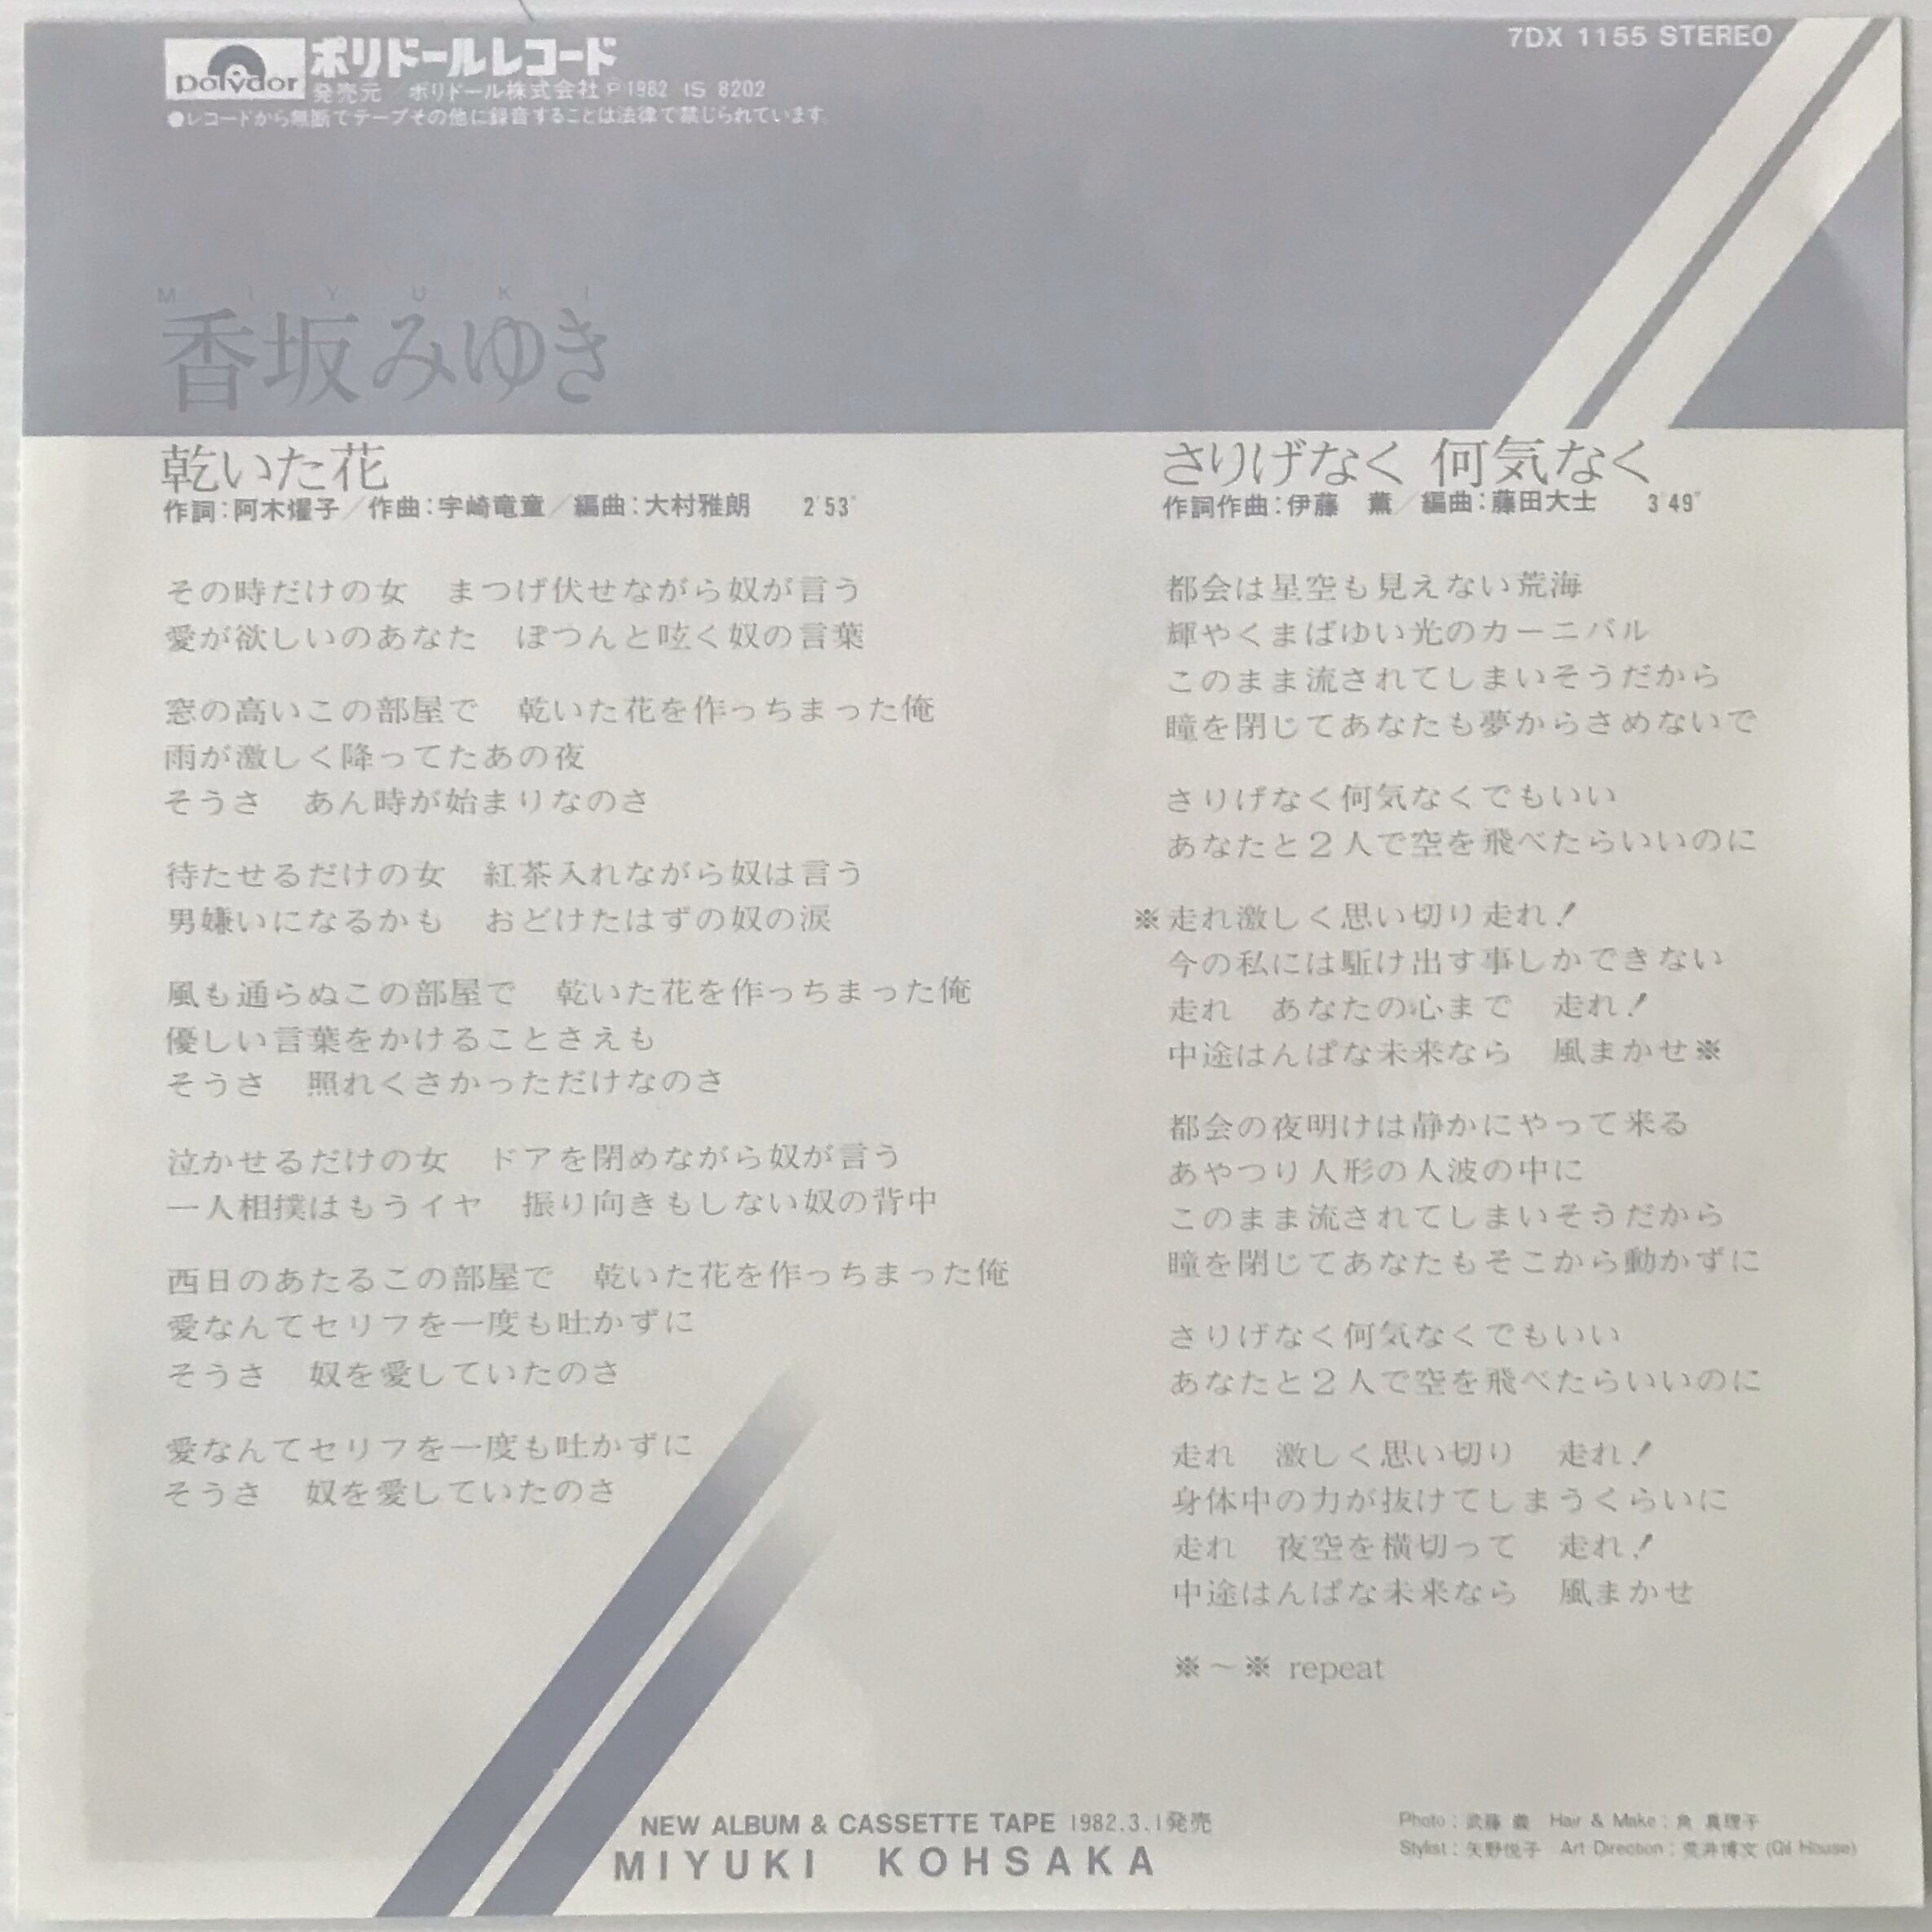 7DX 1155 STEREO
polydor ポリドールレコード
発売元／ポリドール株式会社 Ⓟ1982 IS 8202
●レコードから無断でテープその他に録音することは法律で禁じられています。
MIYUKI
香坂みゆき
乾いた花
作詞:阿木燿子／作曲:宇崎竜童／編曲:大村雅朗　2′53″
その時だけの女　まつげ伏せながら奴が言う
愛が欲しいのあなた　ぽつんと呟く奴の言葉
窓の高いこの部屋で　乾いた花を作っちまった俺
雨が激しく降ってたあの夜
そうさ　あん時が始まりなのさ
待たせるだけの女　紅茶入れながら奴は言う
男嫌いになるかも　おどけたはずの奴の涙
風も通らぬこの部屋で　乾いた花を作っちまった俺
優しい言葉をかけることさえも
そうさ　照れくさかっただけなのさ
泣かせるだけの女　ドアを閉めながら奴が言う
一人相撲はもうイヤ　振り向きもしない奴の背中
西日のあたるこの部屋で　乾いた花を作っちまった俺
愛なんてセリフを一度も吐かずに
そうさ　奴を愛していたのさ
愛なんてセリフを一度も吐かずに
そうさ　奴を愛していたのさ
さりげなく 何気なく
作詞作曲:伊藤　薫／編曲:藤田大士　3′49″
都会は星空も見えない荒海
輝やくまばゆい光のカーニバル
このまま流されてしまいそうだから
瞳を閉じてあなたも夢からさめないで
さりげなく何気なくでもいい
あなたと2人で空を飛べたらいいのに
※走れ激しく思い切り走れ!
今の私には駈け出す事しかできない
走れ　あなたの心まで　走れ!
中途はんぱな未来なら　風まかせ※
都会の夜明けは静かにやって来る
あやつり人形の人波の中に
このまま流されてしまいそうだから
瞳を閉じてあなたもそこから動かずに
さりげなく何気なくでもいい
あなたと2人で空を飛べたらいいのに
走れ　激しく思い切り　走れ!
身体中の力が抜けてしまうくらいに
走れ　夜空を横切って　走れ!
中途はんぱな未来なら　風まかせ
※～※ repeat
NEW ALBUM & CASSETTE TAPE 1982.3.1発売
MIYUKI KOHSAKA
Photo:武藤 義　Hair & Make:角 真理子
Stylist:矢野悦子　Art Direction:荒井博文 (Gil House)